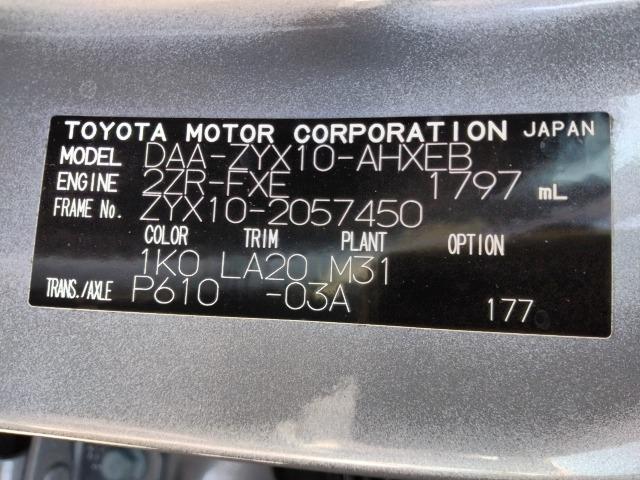 TOYOTA MOTOR CORPORATION JAPAN
MODEL DAA-ZYX10-AHXEB
ENGINE 2ZR-FXE 1797 mL
FRAME No. ZYX10-2057450
COLOR TRIM PLANT OPTION
1K0 LA20 M31
TRANS./AXLE P610 -03A 177